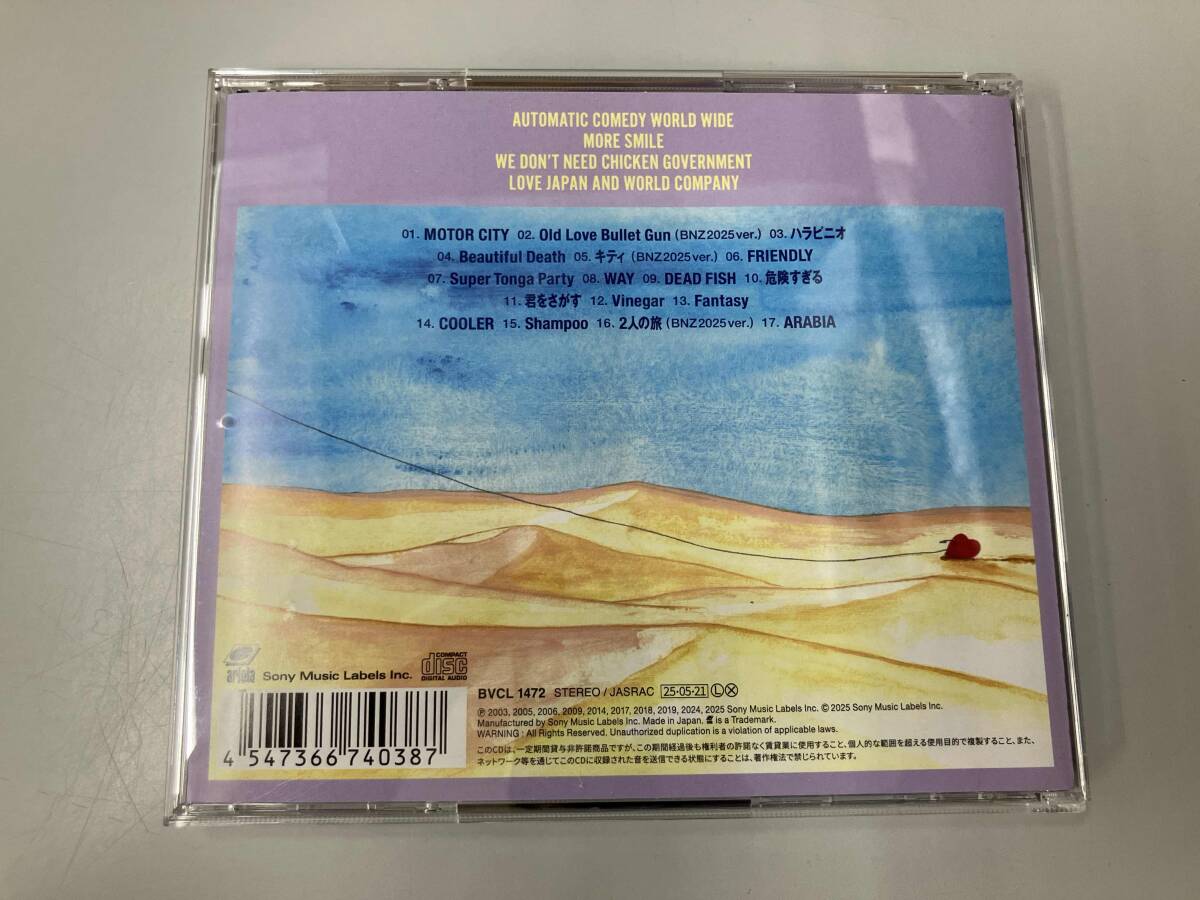 AUTOMATIC COMEDY WORLD WIDE
MORE SMILE
WE DON'T NEED CHICKEN GOVERNMENT
LOVE JAPAN AND WORLD COMPANY
01. MOTOR CITY 02. Old Love Bullet Gun (BNZ2025ver.) 03. ハラピニオ
04. Beautiful Death 05. キティ (BNZ2025ver.) 06. FRIENDLY
07. Super Tonga Party 08. WAY 09. DEAD FISH 10. 危険すぎる
11. 君をさがす 12. Vinegar 13. Fantasy
14. COOLER 15. Shampoo 16. 2人の旅 (BNZ2025ver.) 17. ARABIA
ariola Sony Music Labels Inc. COMPACT disc DIGITAL AUDIO
BVCL 1472 STEREO / JASRAC 25・05・21 Ⓛ Ⓧ
Ⓟ 2003, 2005, 2006, 2009, 2014, 2017, 2018, 2019, 2024, 2025 Sony Music Labels Inc. © 2025 Sony Music Labels Inc.
Manufactured by Sony Music Labels Inc. Made in Japan. is a Trademark.
WARNING : All Rights Reserved. Unauthorized duplication is a violation of applicable laws.
このCDは、一定期間貸与非許諾商品ですが、この期間経過後も権利者の許諾なく賃貸業に使用すること、個人的な範囲を超える使用目的で複製すること、また、
ネットワーク等を通じてこのCDに収録された音を送信できる状態にすることは、著作権法で禁じられています。
4 547366 740387